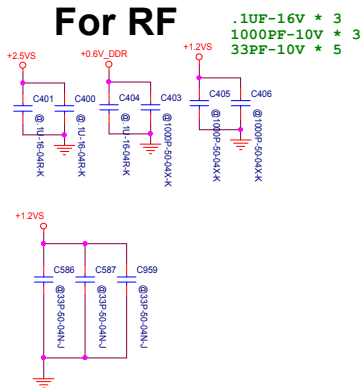 For RF
.1UF-16V * 3
1000PF-10V * 3
33PF-10V * 5
+2.5VS
+0.6V_DDR
+1.2VS
C401
C400
C404
C403
C405
C406
@.1U-16-04R-K
@.1U-16-04R-K
@.1U-16-04R-K
@1000P-50-04X-K
@1000P-50-04X-K
@1000P-50-04X-K
+1.2VS
C586
C587
C959
@33P-50-04N-J
@33P-50-04N-J
@33P-50-04N-J